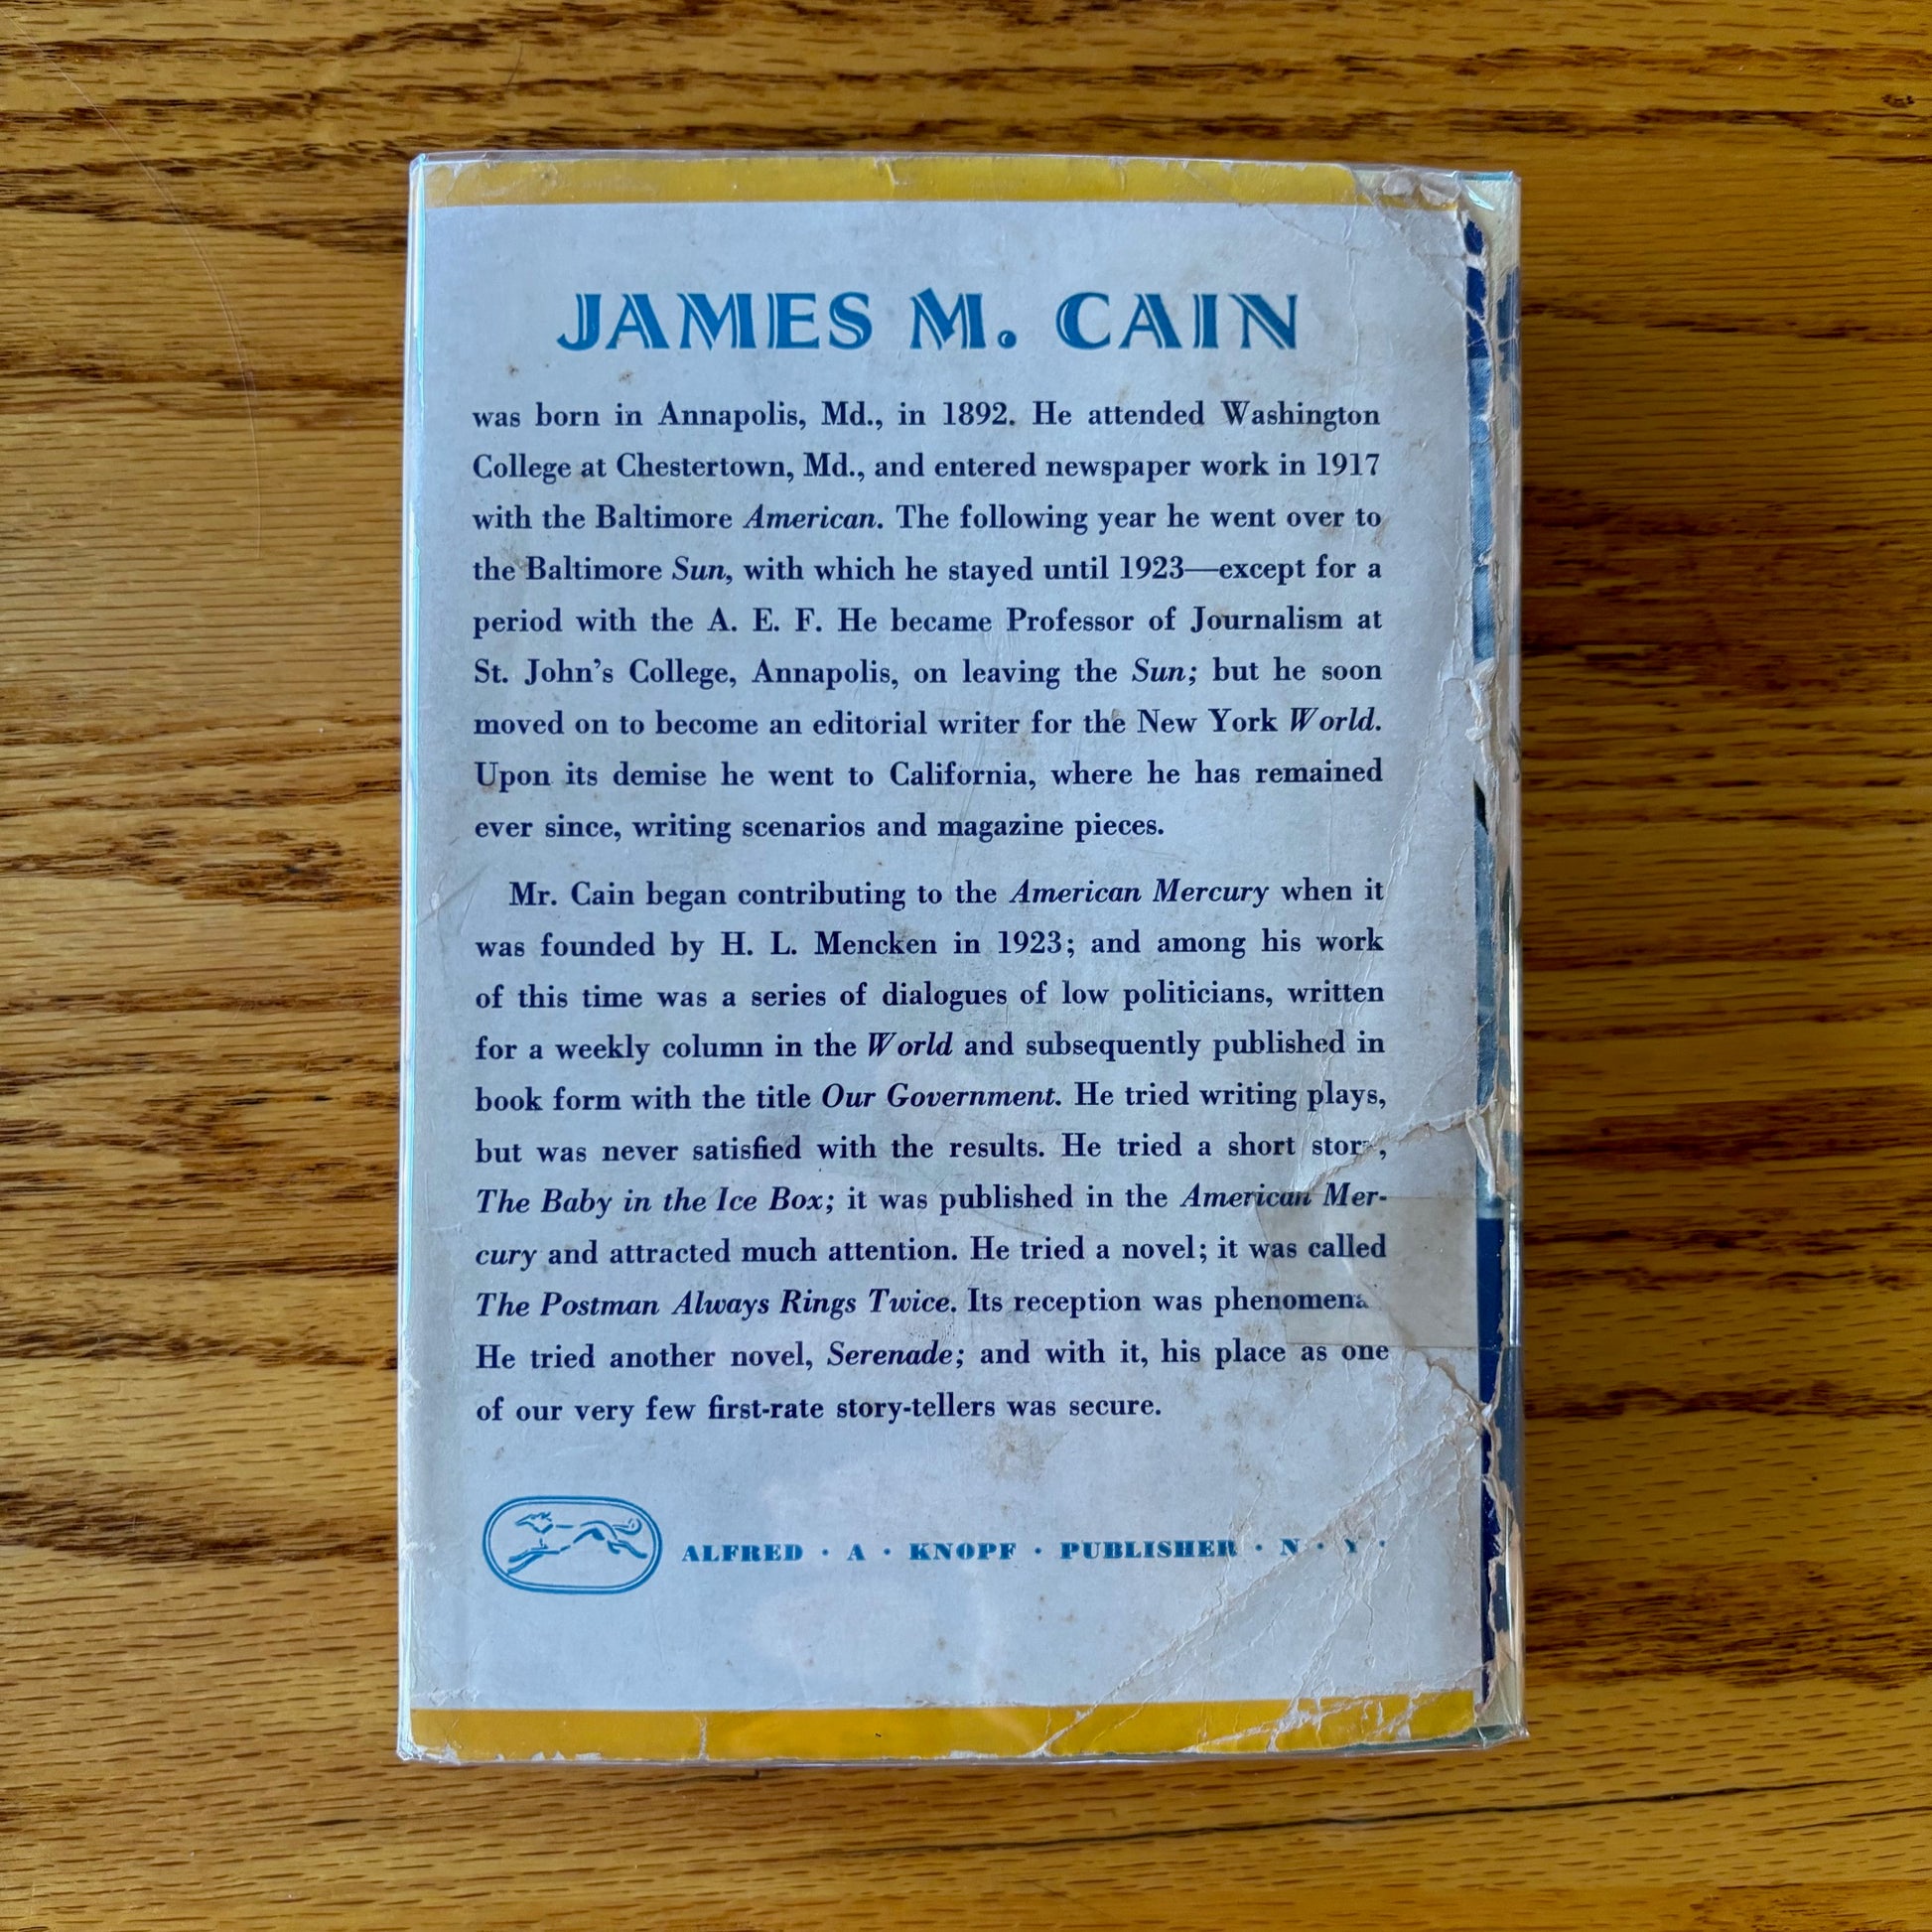 JAMES M. CAIN
was born in Annapolis, Md., in 1892. He attended Washington
College at Chestertown, Md., and entered newspaper work in 1917
with the Baltimore American. The following year he went over to
the Baltimore Sun, with which he stayed until 1923—except for a
period with the A. E. F. He became Professor of Journalism at
St. John's College, Annapolis, on leaving the Sun; but he soon
moved on to become an editorial writer for the New York World.
Upon its demise he went to California, where he has remained
ever since, writing scenarios and magazine pieces.
Mr. Cain began contributing to the American Mercury when it
was founded by H. L. Mencken in 1923; and among his work
of this time was a series of dialogues of low politicians, written
for a weekly column in the World and subsequently published in
book form with the title Our Government. He tried writing plays,
but was never satisfied with the results. He tried a short story,
The Baby in the Ice Box; it was published in the American Mer-
cury and attracted much attention. He tried a novel; it was called
The Postman Always Rings Twice. Its reception was phenomena
He tried another novel, Serenade; and with it, his place as one
of our very few first-rate story-tellers was secure.
ALFRED · A · KNOPF · PUBLISHER · N · Y ·